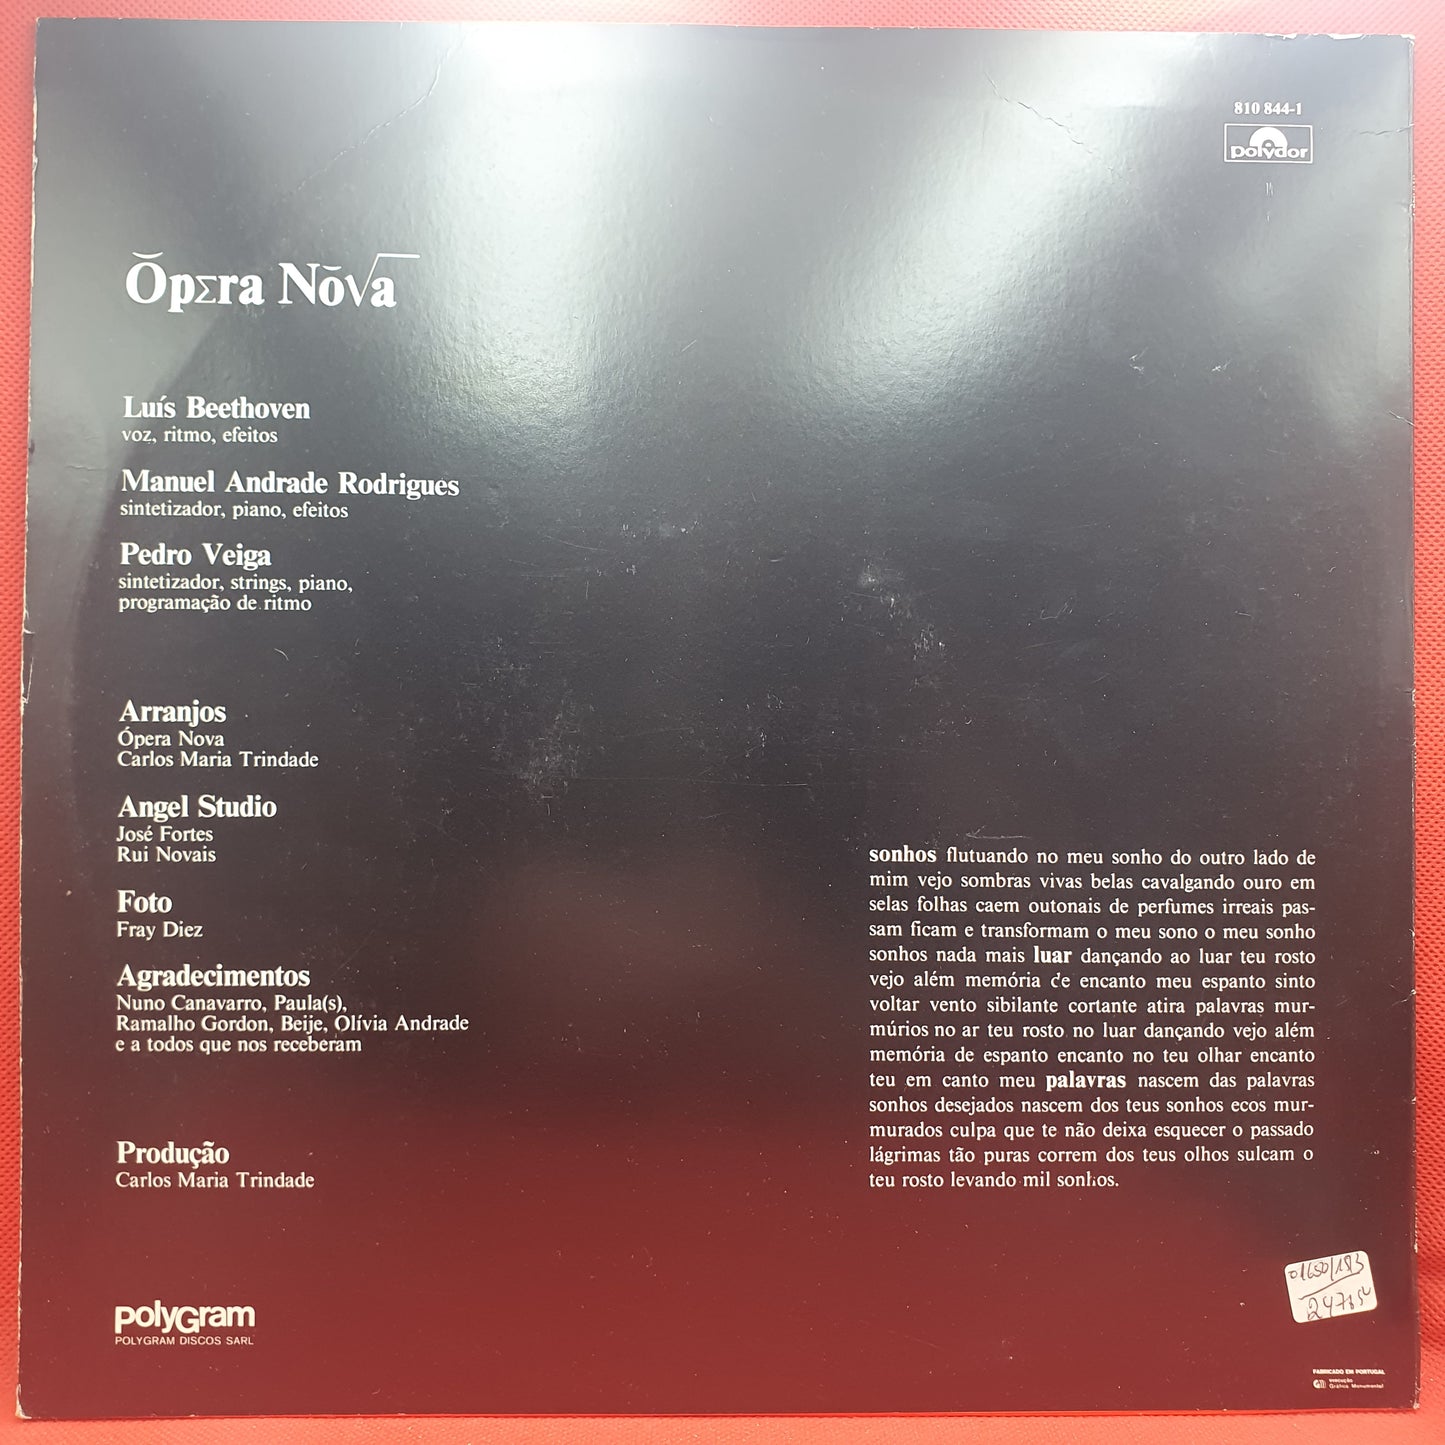 810 844-1
polydor
Ŏpƹra Nŏ√a
Luís Beethoven
voz, ritmo, efeitos
Manuel Andrade Rodrigues
sintetizador, piano, efeitos
Pedro Veiga
sintetizador, strings, piano,
programação de ritmo
Arranjos
Ópera Nova
Carlos Maria Trindade
Angel Studio
José Fortes
Rui Novais
Foto
Fray Diez
Agradecimentos
Nuno Canavarro, Paula(s),
Ramalho Gordon, Beije, Olívia Andrade
e a todos que nos receberam
Produção
Carlos Maria Trindade
polyGram
POLYGRAM DISCOS SARL
sonhos flutuando no meu sonho do outro lado de
mim vejo sombras vivas belas cavalgando ouro em
selas folhas caem outonais de perfumes irreais pas-
sam ficam e transformam o meu sono o meu sonho
sonhos nada mais luar dançando ao luar teu rosto
vejo além memória de encanto meu espanto sinto
voltar vento sibilante cortante atira palavras mur-
múrios no ar teu rosto no luar dançando vejo além
memória de espanto encanto no teu olhar encanto
teu em canto meu palavras nascem das palavras
sonhos desejados nascem dos teus sonhos ecos mur-
murados culpa que te não deixa esquecer o passado
lágrimas tão puras correm dos teus olhos sulcam o
teu rosto levando mil sonhos.
FABRICADO EM PORTUGAL
execução
Gráfica Monumental